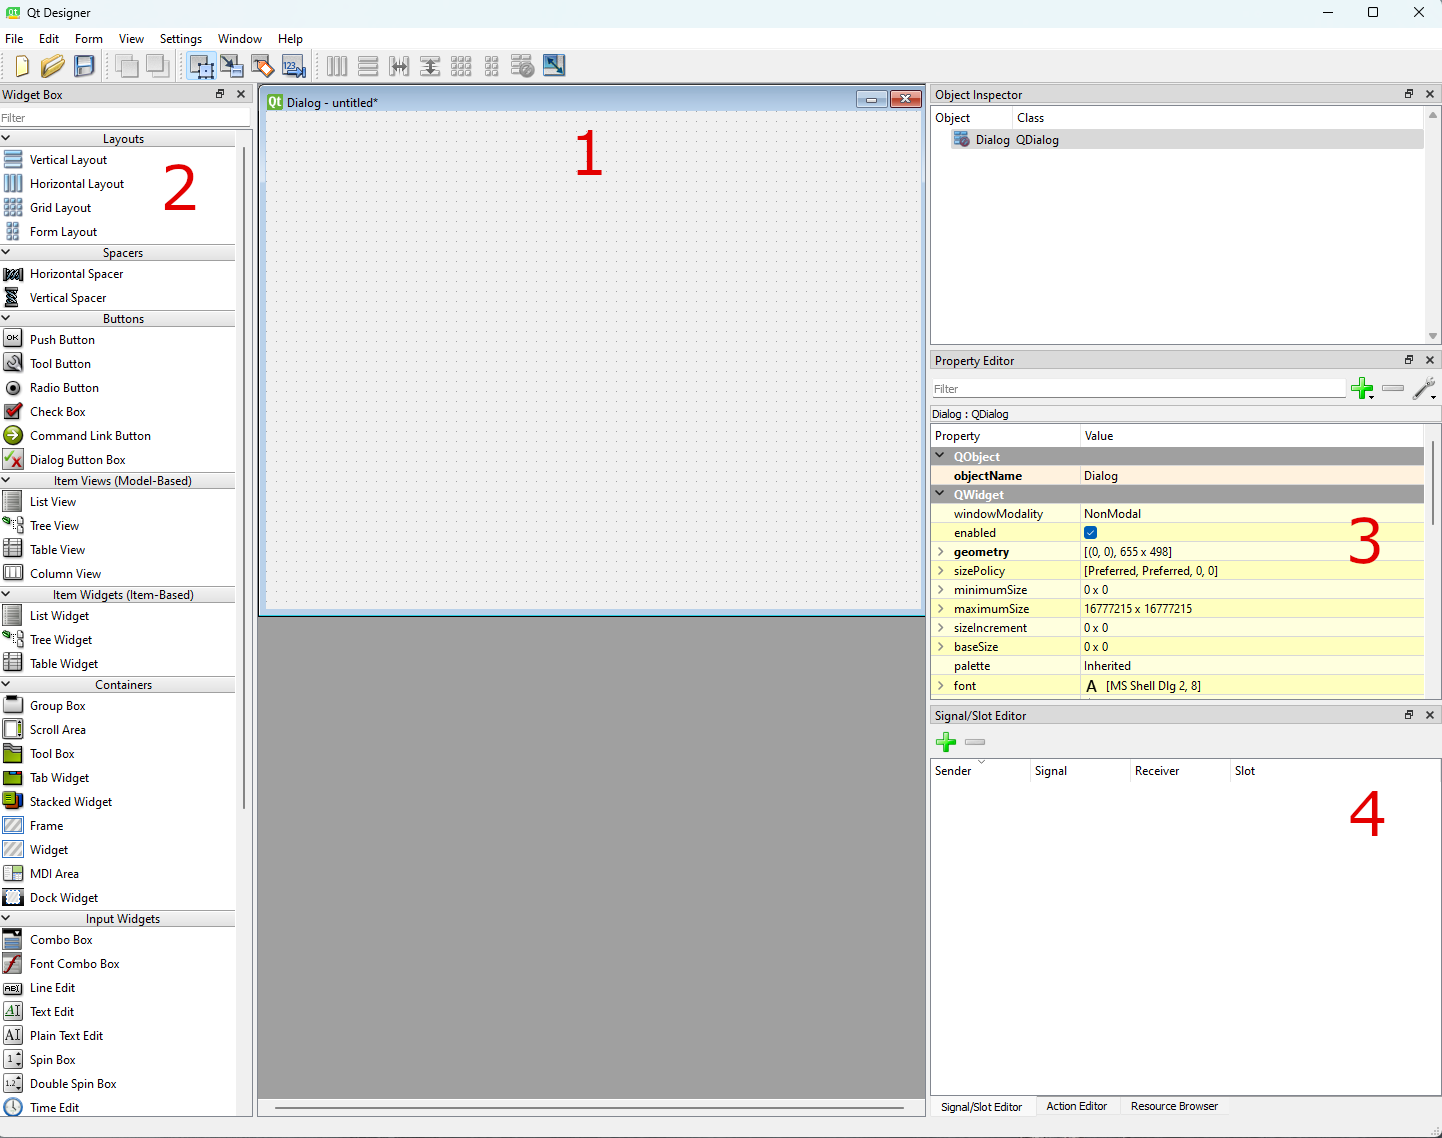 Qt Designer
File Edit Form View Settings Window Help
Widget Box
Filter
Layouts
Vertical Layout
Horizontal Layout
Grid Layout
Form Layout
2
Spacers
Horizontal Spacer
Vertical Spacer
Buttons
OK Push Button
Tool Button
Radio Button
Check Box
Command Link Button
Dialog Button Box
Item Views (Model-Based)
List View
Tree View
Table View
Column View
Item Widgets (Item-Based)
List Widget
Tree Widget
Table Widget
Containers
Group Box
Scroll Area
Tool Box
Tab Widget
Stacked Widget
Frame
Widget
MDI Area
Dock Widget
Input Widgets
Combo Box
Font Combo Box
ABI Line Edit
AI Text Edit
AI Plain Text Edit
1 Spin Box
1.2 Double Spin Box
Time Edit
Qt Dialog - untitled*
1
Object Inspector
Object Class
Dialog QDialog
Property Editor
Filter
Dialog : QDialog
Property Value
QObject
objectName Dialog
QWidget
windowModality NonModal
enabled
geometry [(0, 0), 655 x 498]
sizePolicy [Preferred, Preferred, 0, 0]
minimumSize 0 x 0
maximumSize 16777215 x 16777215
sizeIncrement 0 x 0
baseSize 0 x 0
palette Inherited
font A [MS Shell Dlg 2, 8]
3
Signal/Slot Editor
Sender Signal Receiver Slot
4
Signal/Slot Editor Action Editor Resource Browser